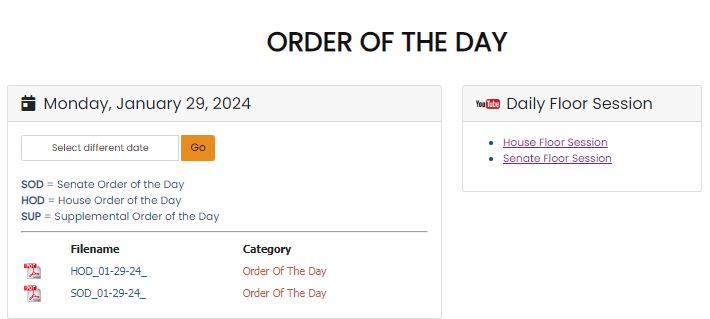 ORDER OF THE DAY
Monday, January 29, 2024
Select different date Go
SOD = Senate Order of the Day
HOD = House Order of the Day
SUP = Supplemental Order of the Day
Filename Category
PDF HOD_01-29-24_ Order Of The Day
PDF SOD_01-29-24_ Order Of The Day
YouTube Daily Floor Session
House Floor Session
Senate Floor Session